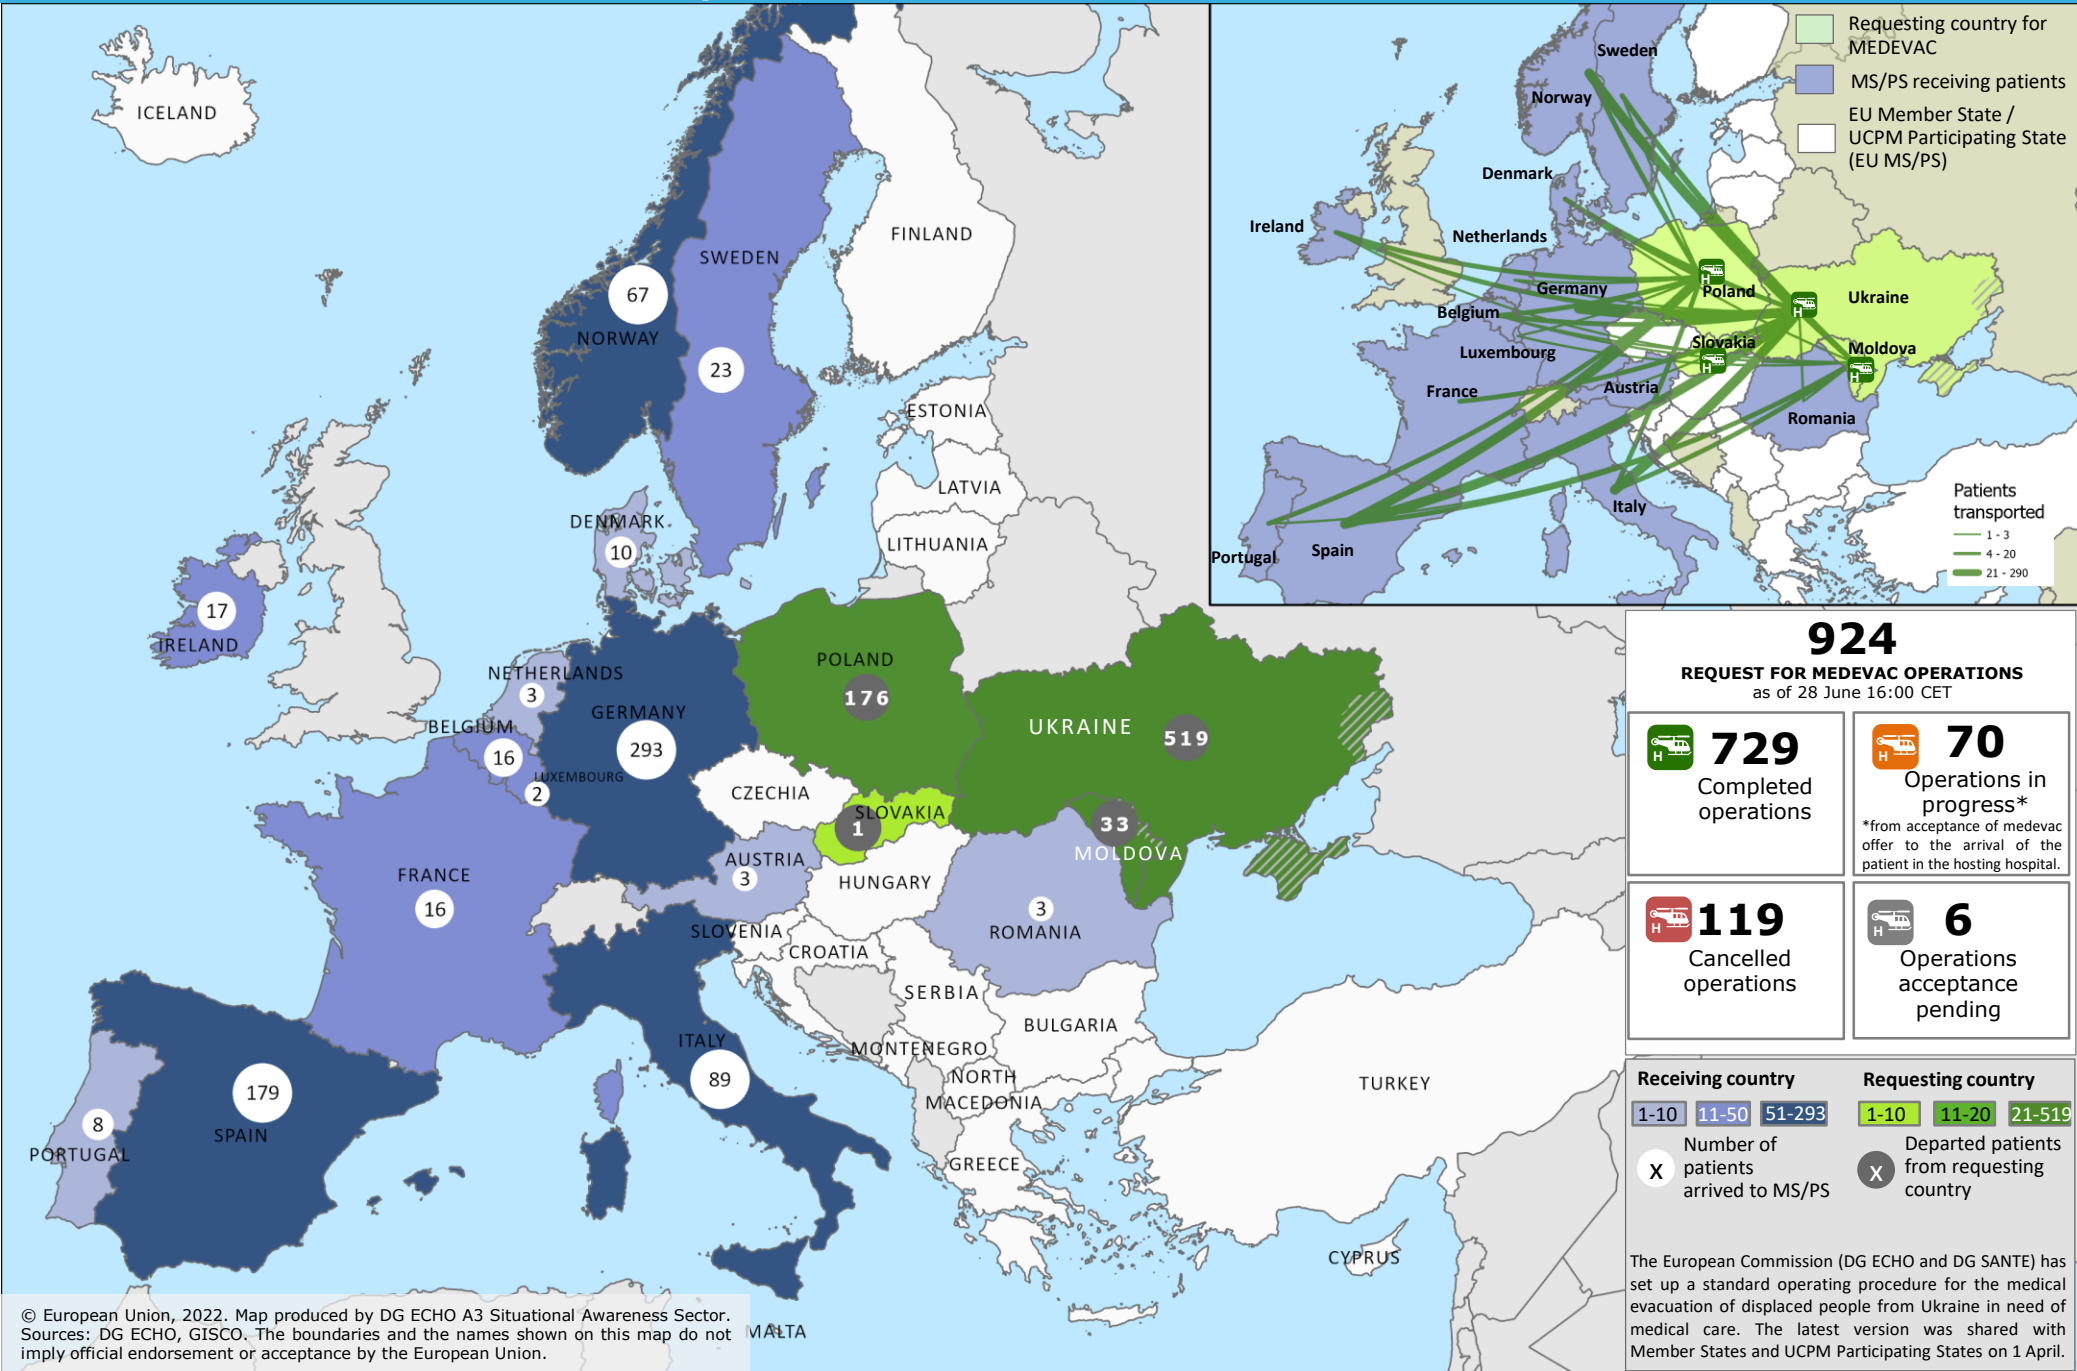 ICELAND
FINLAND
SWEDEN
67
NORWAY
23
ESTONIA
LATVIA
DENMARK
10
LITHUANIA
17
IRELAND
NETHERLANDS
3
POLAND
176
GERMANY
293
BELGIUM
16
LUXEMBOURG
2
UKRAINE
519
CZECHIA
SLOVAKIA
1
33
MOLDOVA
AUSTRIA
3
HUNGARY
FRANCE
16
3
ROMANIA
SLOVENIA
CROATIA
SERBIA
BULGARIA
MONTENEGRO
ITALY
89
NORTH
MACEDONIA
TURKEY
179
SPAIN
8
PORTUGAL
GREECE
CYPRUS
MALTA
© European Union, 2022. Map produced by DG ECHO A3 Situational Awareness Sector.
Sources: DG ECHO, GISCO. The boundaries and the names shown on this map do not
imply official endorsement or acceptance by the European Union.
Requesting country for
MEDEVAC
MS/PS receiving patients
EU Member State /
UCPM Participating State
(EU MS/PS)
Sweden
Norway
Denmark
Ireland
Netherlands
Germany
H
Poland
Ukraine
H
Belgium
Luxembourg
Slovakia
H
Moldova
H
France
Austria
Romania
Italy
Portugal
Spain
Patients
transported
1 - 3
4 - 20
21 - 290
924
REQUEST FOR MEDEVAC OPERATIONS
as of 28 June 16:00 CET
H
729
Completed
operations
H
70
Operations in
progress*
*from acceptance of medevac
offer to the arrival of the
patient in the hosting hospital.
H
119
Cancelled
operations
H
6
Operations
acceptance
pending
Receiving country
1-10 11-50 51-293
X
Number of
patients
arrived to MS/PS
Requesting country
1-10 11-20 21-519
X
Departed patients
from requesting
country
The European Commission (DG ECHO and DG SANTE) has
set up a standard operating procedure for the medical
evacuation of displaced people from Ukraine in need of
medical care. The latest version was shared with
Member States and UCPM Participating States on 1 April.